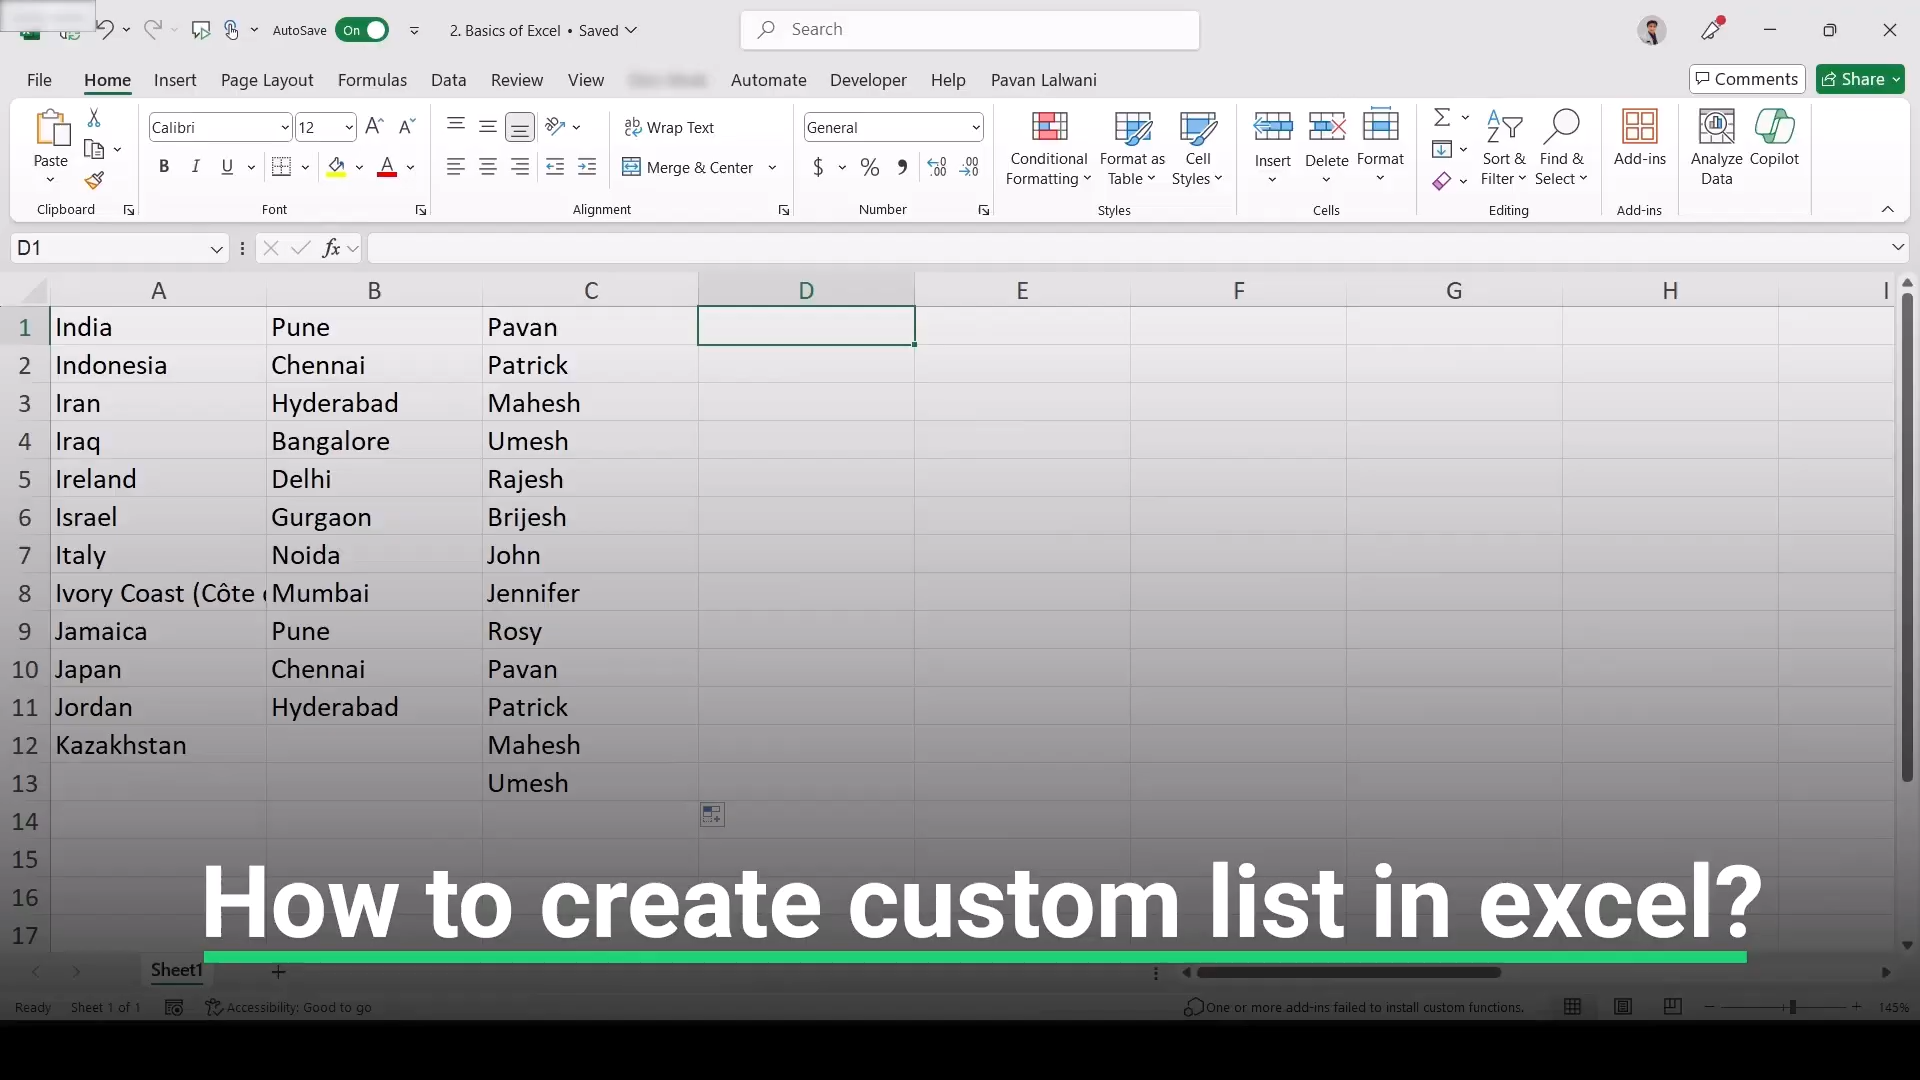 AutoSave On 2. Basics of Excel • Saved Search
File Home Insert Page Layout Formulas Data Review View Automate Developer Help Pavan Lalwani Comments Share
Paste Calibri 12 Wrap Text General Conditional Formatting Format as Table Cell Styles Insert Delete Format Sort & Filter Find & Select Add-ins Analyze Data Copilot
B I U A Merge & Center $ %
Clipboard Font Alignment Number Styles Cells Editing Add-ins
D1 fx
A B C D E F G H I
1 India Pune Pavan
2 Indonesia Chennai Patrick
3 Iran Hyderabad Mahesh
4 Iraq Bangalore Umesh
5 Ireland Delhi Rajesh
6 Israel Gurgaon Brijesh
7 Italy Noida John
8 Ivory Coast (Côte Mumbai Jennifer
9 Jamaica Pune Rosy
10 Japan Chennai Pavan
11 Jordan Hyderabad Patrick
12 Kazakhstan Mahesh
13 Umesh
14
15
16
17
How to create custom list in excel?
Sheet1
Ready Sheet 1 of 1 Accessibility: Good to go One or more add-ins failed to install custom functions. 145%